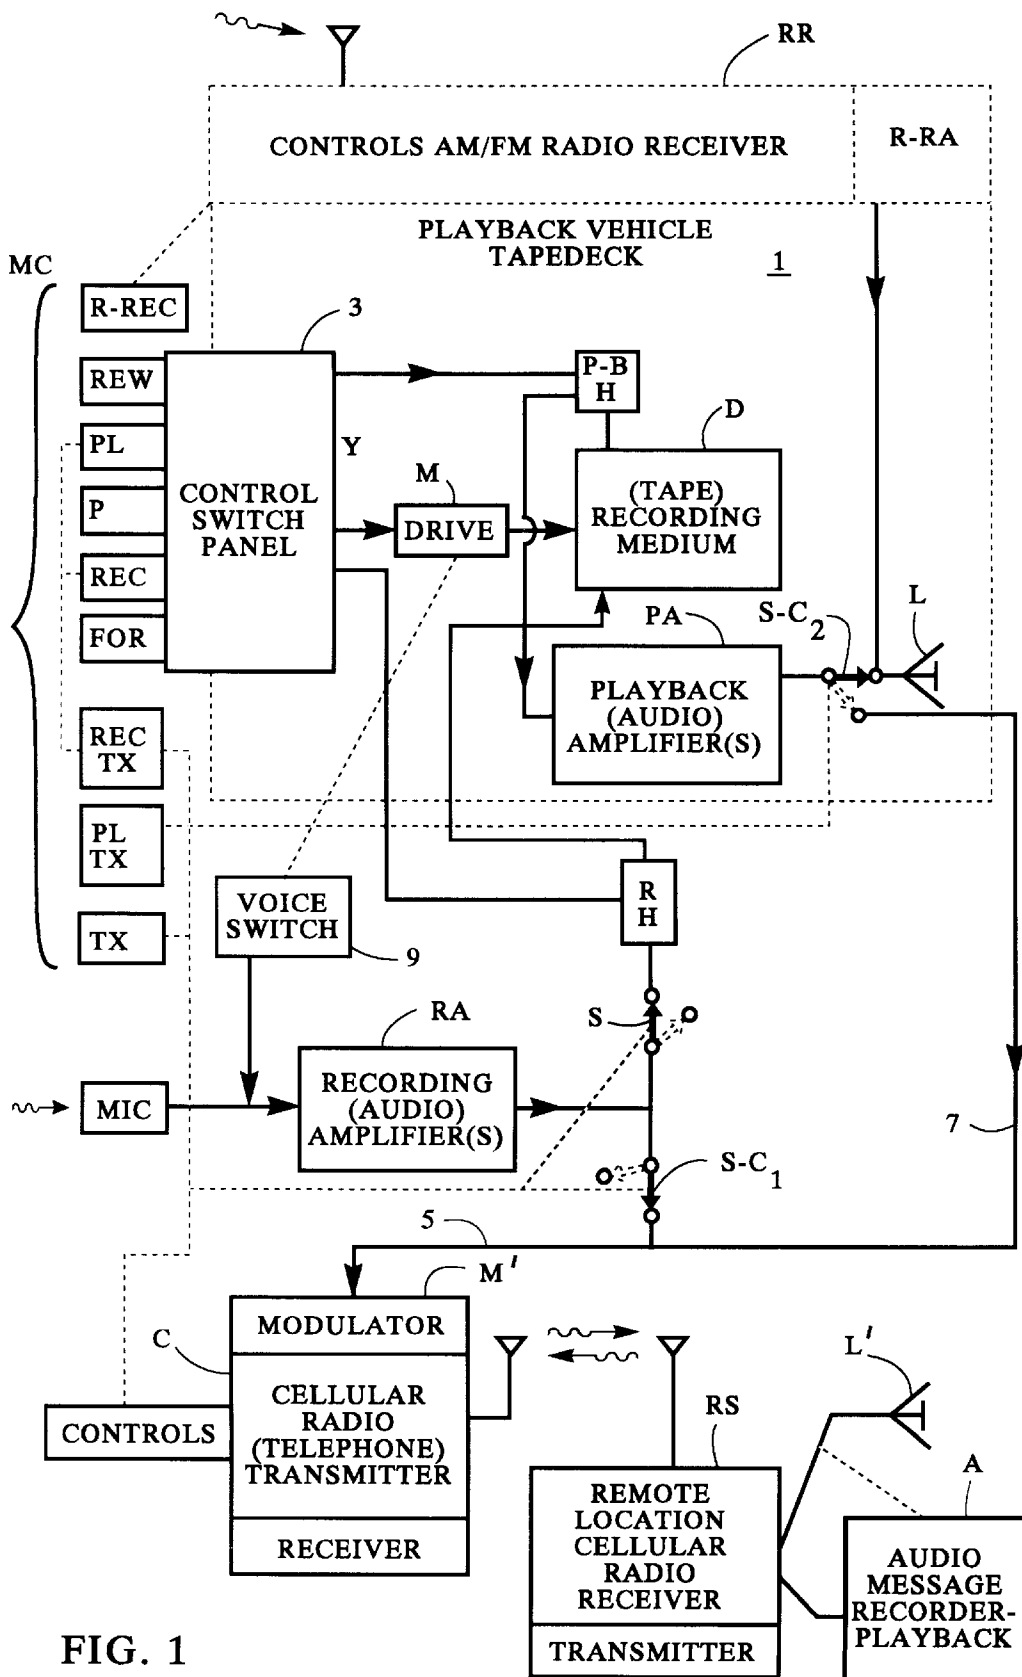 RR
CONTROLS AM/FM RADIO RECEIVER
R-RA
PLAYBACK VEHICLE
TAPEDECK
1
MC
R-REC
3
REW
PL
P
REC
FOR
CONTROL
SWITCH
PANEL
Y
P-B
H
D
M
DRIVE
(TAPE)
RECORDING
MEDIUM
PA
S-C2
L
PLAYBACK
(AUDIO)
AMPLIFIER(S)
REC
TX
PL
TX
TX
VOICE
SWITCH
9
R
H
S
RA
MIC
RECORDING
(AUDIO)
AMPLIFIER(S)
7
S-C1
5
M'
MODULATOR
C
CONTROLS
CELLULAR
RADIO
(TELEPHONE)
TRANSMITTER
RECEIVER
L'
RS
A
REMOTE
LOCATION
CELLULAR
RADIO
RECEIVER
TRANSMITTER
AUDIO
MESSAGE
RECORDER-
PLAYBACK
FIG. 1